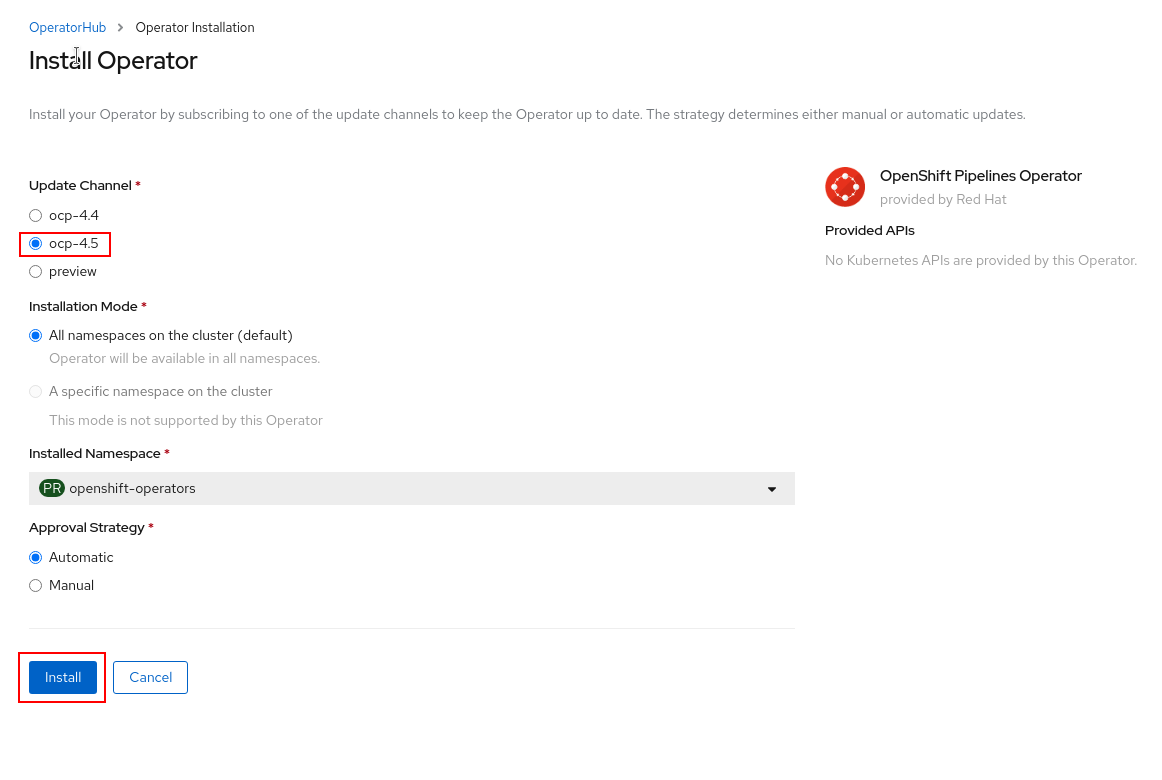 OperatorHub > Operator Installation
Install Operator
Install your Operator by subscribing to one of the update channels to keep the Operator up to date. The strategy determines either manual or automatic updates.
Update Channel *
ocp-4.4
ocp-4.5
preview
Installation Mode *
All namespaces on the cluster (default)
Operator will be available in all namespaces.
A specific namespace on the cluster
This mode is not supported by this Operator
Installed Namespace *
PR openshift-operators
Approval Strategy *
Automatic
Manual
Install Cancel
OpenShift Pipelines Operator
provided by Red Hat
Provided APIs
No Kubernetes APIs are provided by this Operator.